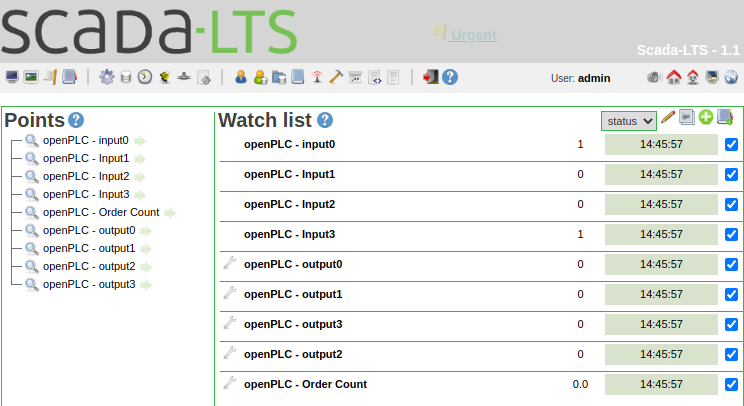 SCADA-LTS
Urgent
Scada-LTS - 1.1
User: admin
Points
openPLC - input0
openPLC - Input1
openPLC - Input2
openPLC - Input3
openPLC - Order Count
openPLC - output0
openPLC - output1
openPLC - output2
openPLC - output3
Watch list
status
openPLC - input0 1 14:45:57
openPLC - Input1 0 14:45:57
openPLC - Input2 0 14:45:57
openPLC - Input3 1 14:45:57
openPLC - output0 0 14:45:57
openPLC - output1 0 14:45:57
openPLC - output3 0 14:45:57
openPLC - output2 0 14:45:57
openPLC - Order Count 0.0 14:45:57